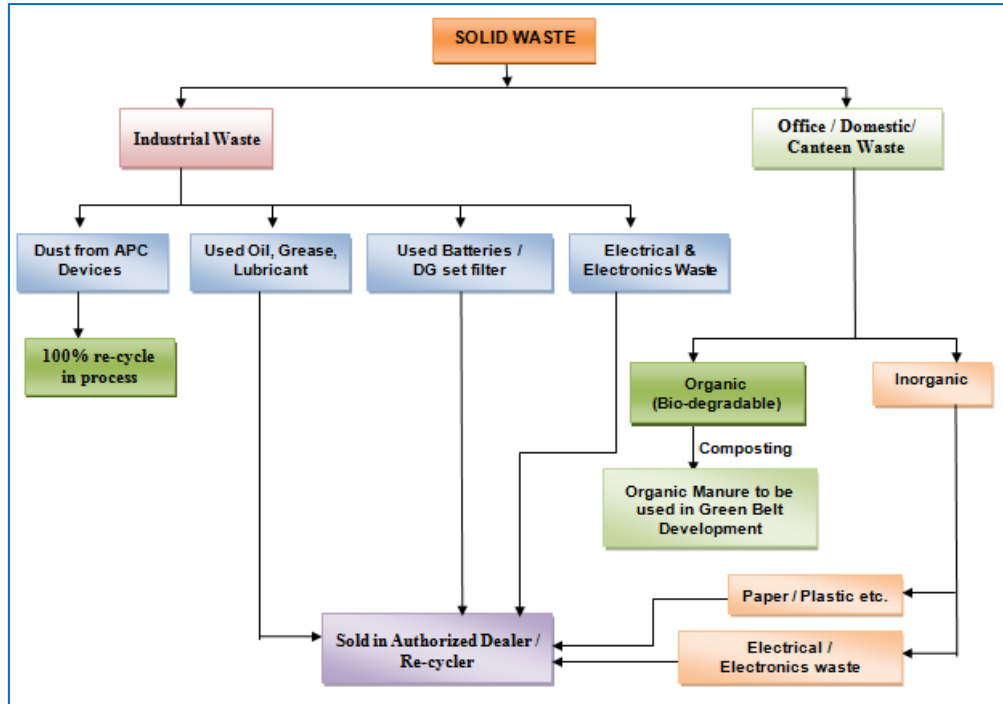 SOLID WASTE
Industrial Waste
Office / Domestic/
Canteen Waste
Dust from APC
Devices
Used Oil, Grease,
Lubricant
Used Batteries /
DG set filter
Electrical &
Electronics Waste
100% re-cycle
in process
Organic
(Bio-degradable)
Inorganic
Composting
Organic Manure to be
used in Green Belt
Development
Paper / Plastic etc.
Sold in Authorized Dealer /
Re-cycler
Electrical /
Electronics waste